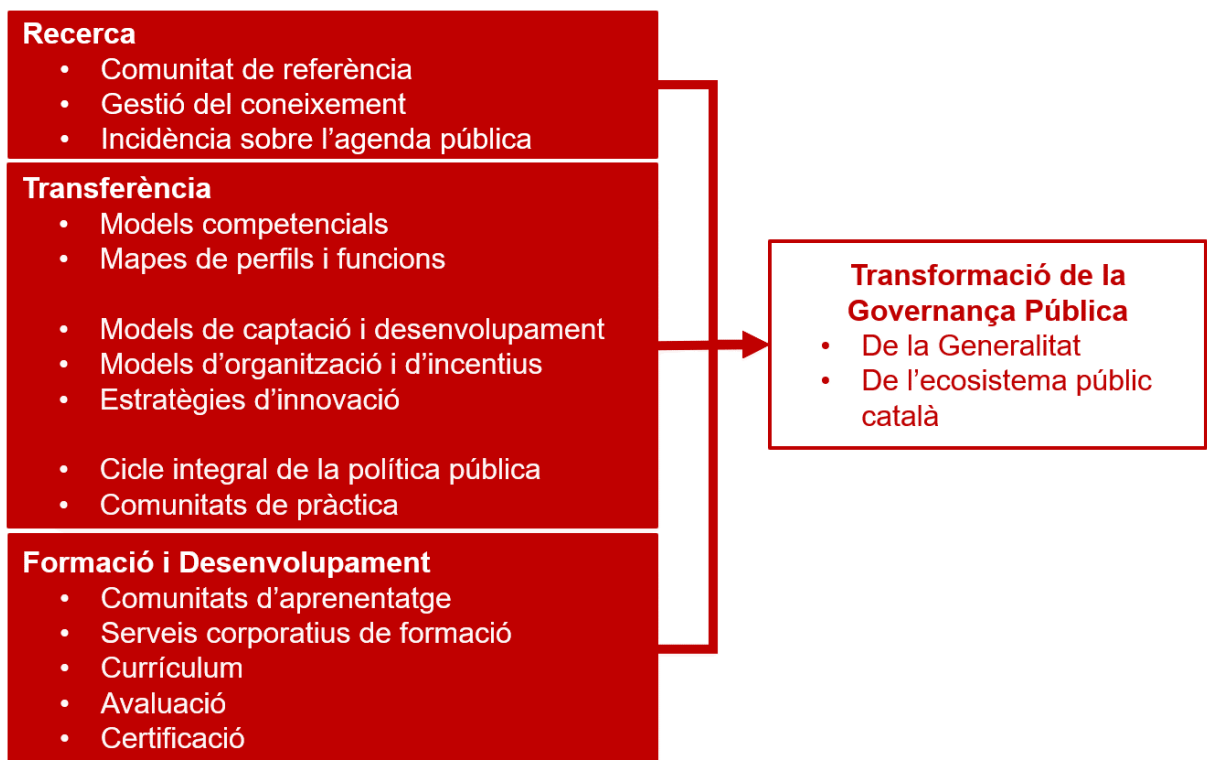 Recerca
• Comunitat de referència
• Gestió del coneixement
• Incidència sobre l'agenda pública
Transferència
• Models competencials
• Mapes de perfils i funcions
• Models de captació i desenvolupament
• Models d'organització i d'incentius
• Estratègies d'innovació
• Cicle integral de la política pública
• Comunitats de pràctica
Formació i Desenvolupament
• Comunitats d'aprenentatge
• Serveis corporatius de formació
• Currículum
• Avaluació
• Certificació
Transformació de la
Governança Pública
• De la Generalitat
• De l'ecosistema públic
català